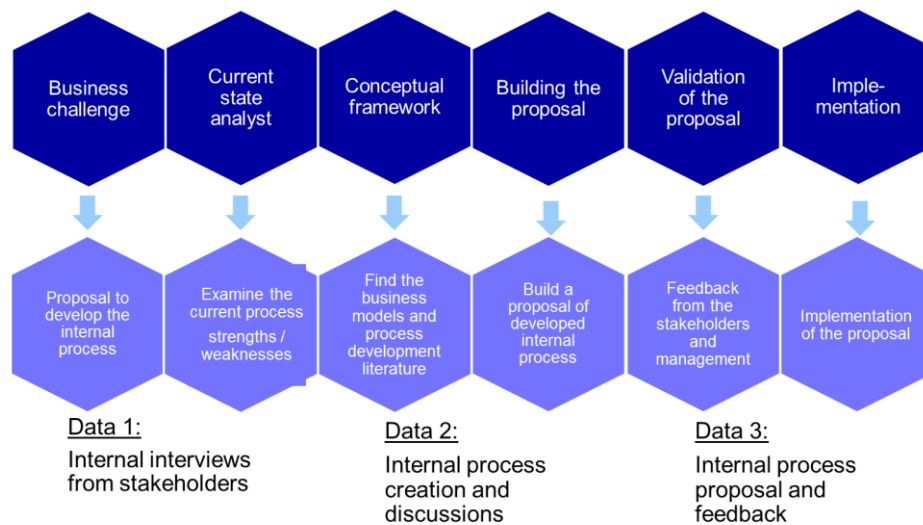 Business
challenge
Current
state
analyst
Conceptual
framework
Building the
proposal
Validation
of the
proposal
Imple-
mentation
Proposal to
develop the
internal
process
Examine the
current process
strengths /
weaknesses
Find the
business
models and
process
development
literature
Build a
proposal of
developed
internal
process
Feedback
from the
stakeholders
and
management
Implementation
of the proposal
Data 1:
Internal interviews
from stakeholders
Data 2:
Internal process
creation and
discussions
Data 3:
Internal process
proposal and
feedback